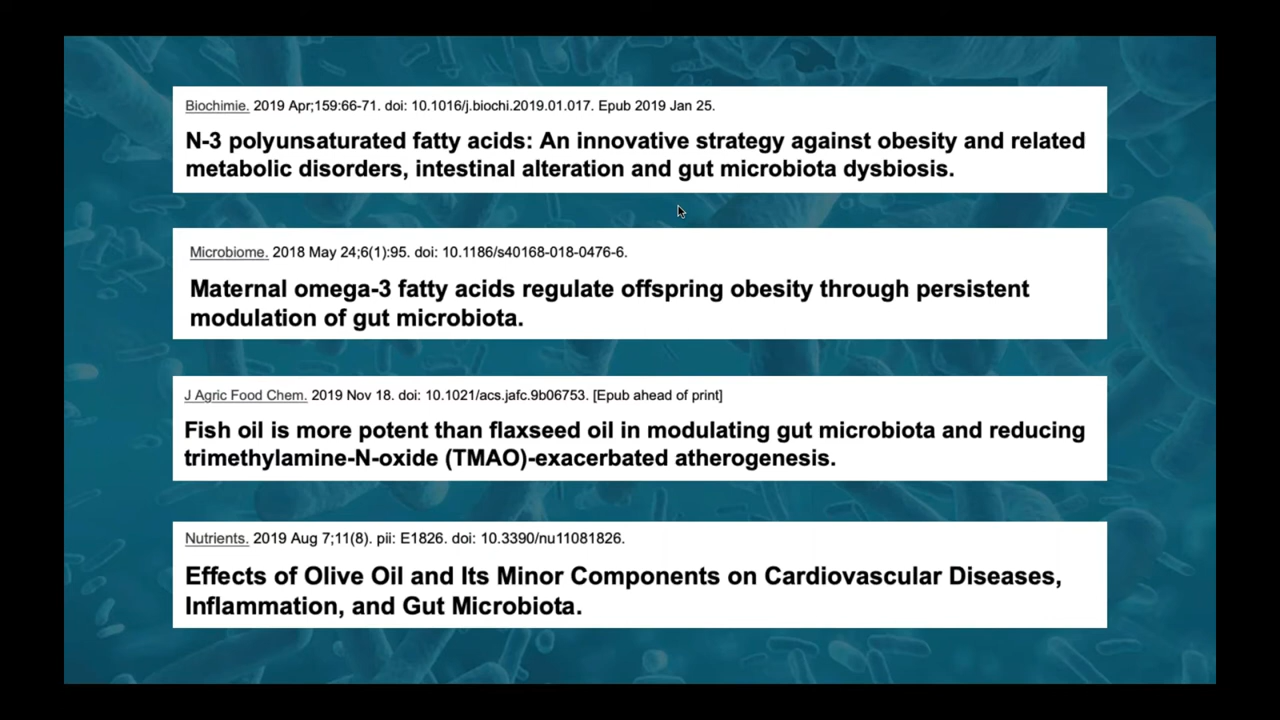 Biochimie. 2019 Apr;159:66-71. doi: 10.1016/j.biochi.2019.01.017. Epub 2019 Jan 25.
N-3 polyunsaturated fatty acids: An innovative strategy against obesity and related
metabolic disorders, intestinal alteration and gut microbiota dysbiosis.
Microbiome. 2018 May 24;6(1):95. doi: 10.1186/s40168-018-0476-6.
Maternal omega-3 fatty acids regulate offspring obesity through persistent
modulation of gut microbiota.
J Agric Food Chem. 2019 Nov 18. doi: 10.1021/acs.jafc.9b06753. [Epub ahead of print]
Fish oil is more potent than flaxseed oil in modulating gut microbiota and reducing
trimethylamine-N-oxide (TMAO)-exacerbated atherogenesis.
Nutrients. 2019 Aug 7;11(8). pii: E1826. doi: 10.3390/nu11081826.
Effects of Olive Oil and Its Minor Components on Cardiovascular Diseases,
Inflammation, and Gut Microbiota.